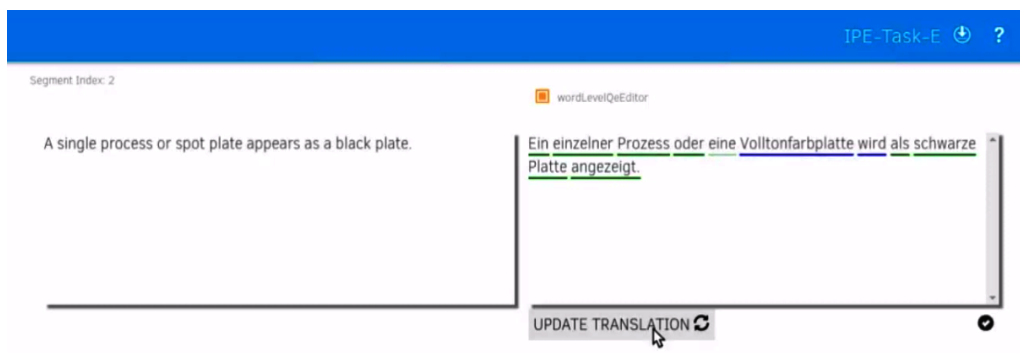 IPE-Task-E ?
Segment Index: 2
wordLevelQeEditor
A single process or spot plate appears as a black plate.
Ein einzelner Prozess oder eine Volltonfarbplatte wird als schwarze
Platte angezeigt.
UPDATE TRANSLATION